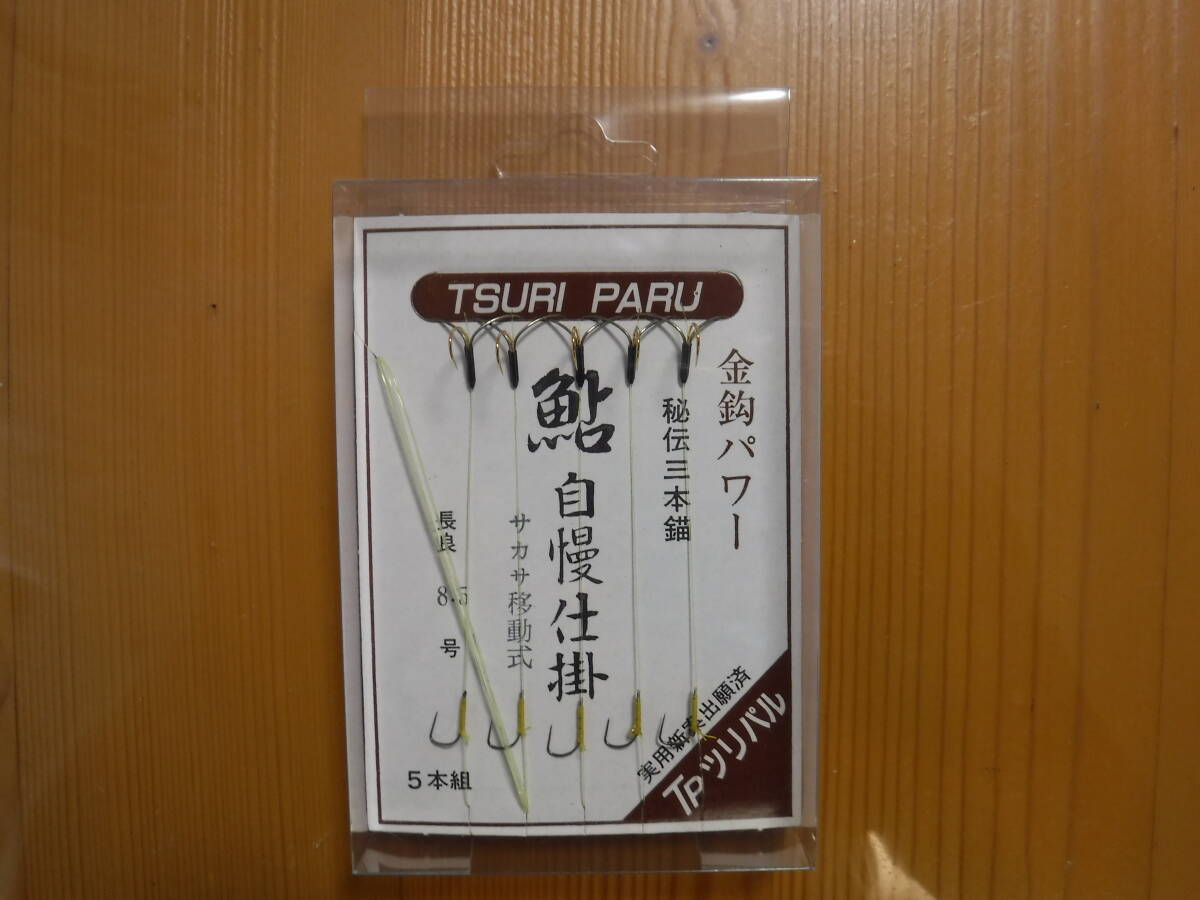 TSURI PARU
金鈎パワー
秘伝三本錨
鮎自慢仕掛
サカサ移動式
長良 8.5 号
5本組
実用新案出願済
TPツリパル